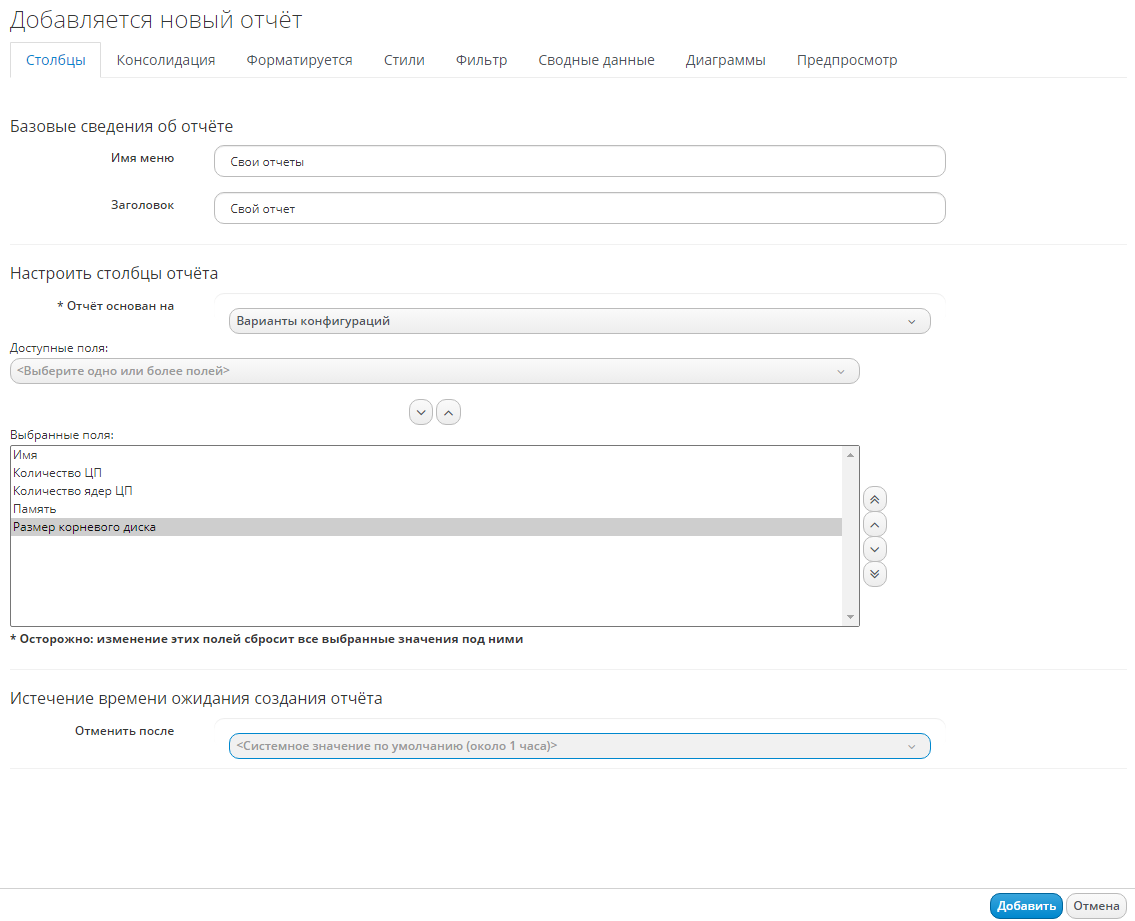 Добавляется новый отчёт
Столбцы Консолидация Форматируется Стили Фильтр Сводные данные Диаграммы Предпросмотр
Базовые сведения об отчёте
Имя меню Свои отчеты
Заголовок Свой отчет
Настроить столбцы отчёта
* Отчёт основан на
Варианты конфигураций
Доступные поля:
<Выберите одно или более полей>
Выбранные поля:
Имя
Количество ЦП
Количество ядер ЦП
Память
Размер корневого диска
* Осторожно: изменение этих полей сбросит все выбранные значения под ними
Истечение времени ожидания создания отчёта
Отменить после
<Системное значение по умолчанию (около 1 часа)>
Добавить Отмена